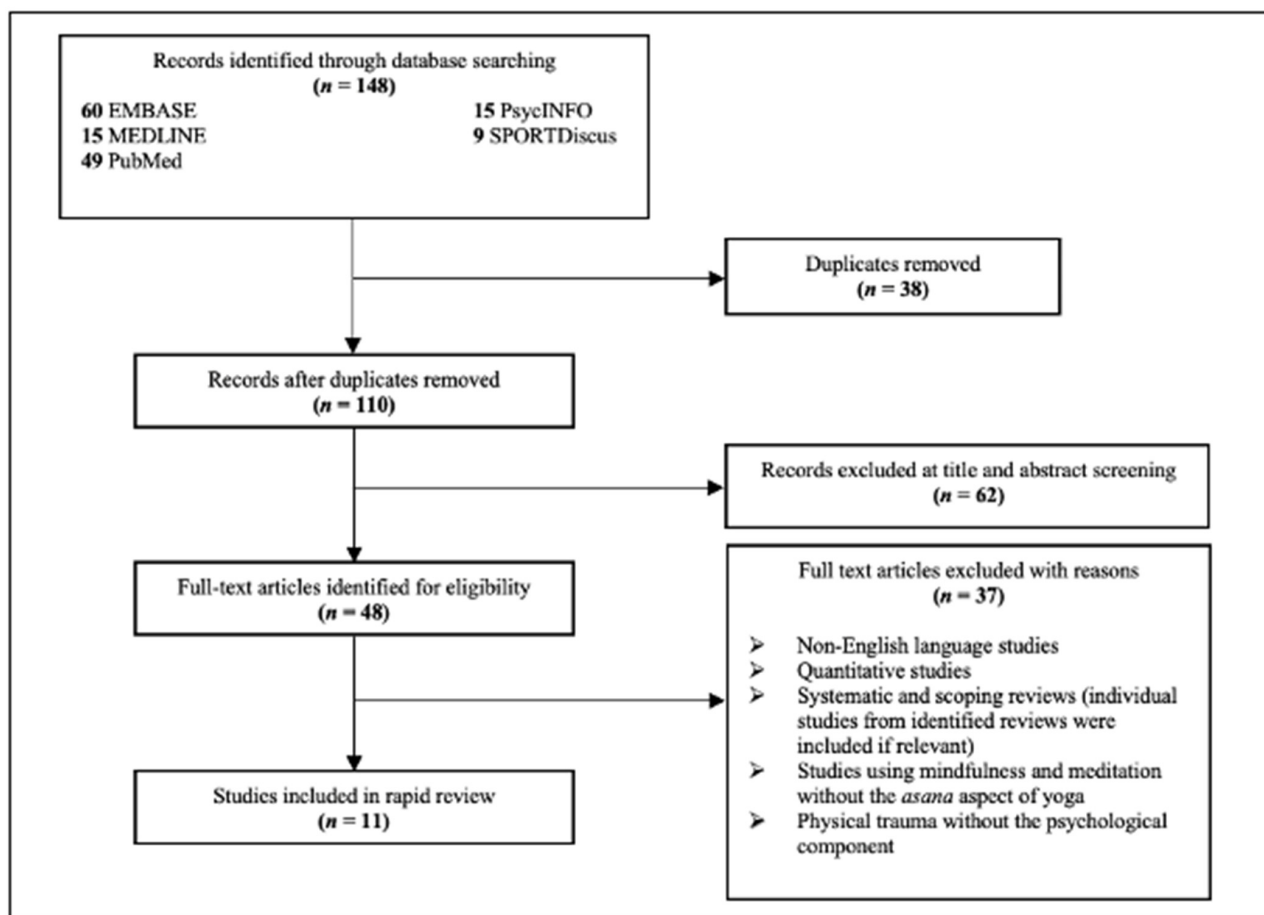 Records identified through database searching
(n = 148)
60 EMBASE
15 PsycINFO
15 MEDLINE
9 SPORTDiscus
49 PubMed
Duplicates removed
(n = 38)
Records after duplicates removed
(n = 110)
Records excluded at title and abstract screening
(n = 62)
Full-text articles identified for eligibility
(n = 48)
Full text articles excluded with reasons
(n = 37)
➢ Non-English language studies
➢ Quantitative studies
➢ Systematic and scoping reviews (individual
studies from identified reviews were
included if relevant)
➢ Studies using mindfulness and meditation
without the asana aspect of yoga
➢ Physical trauma without the psychological
component
Studies included in rapid review
(n = 11)